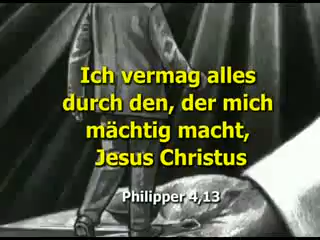 Ich vermag alles
durch den, der mich
mächtig macht,
Jesus Christus
Philipper 4,13